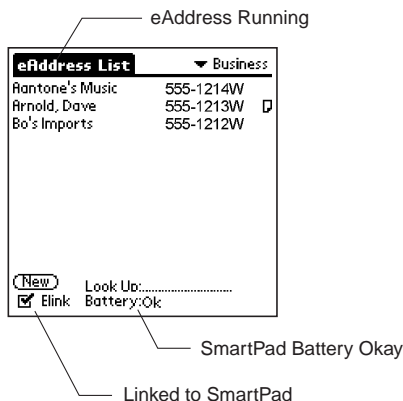 eAddress Running
eAddress List Business
Aantone's Music 555-1214W
Arnold, Dave 555-1213W
Bo's Imports 555-1212W
New Look Up:
Elink Battery:Ok
SmartPad Battery Okay
Linked to SmartPad